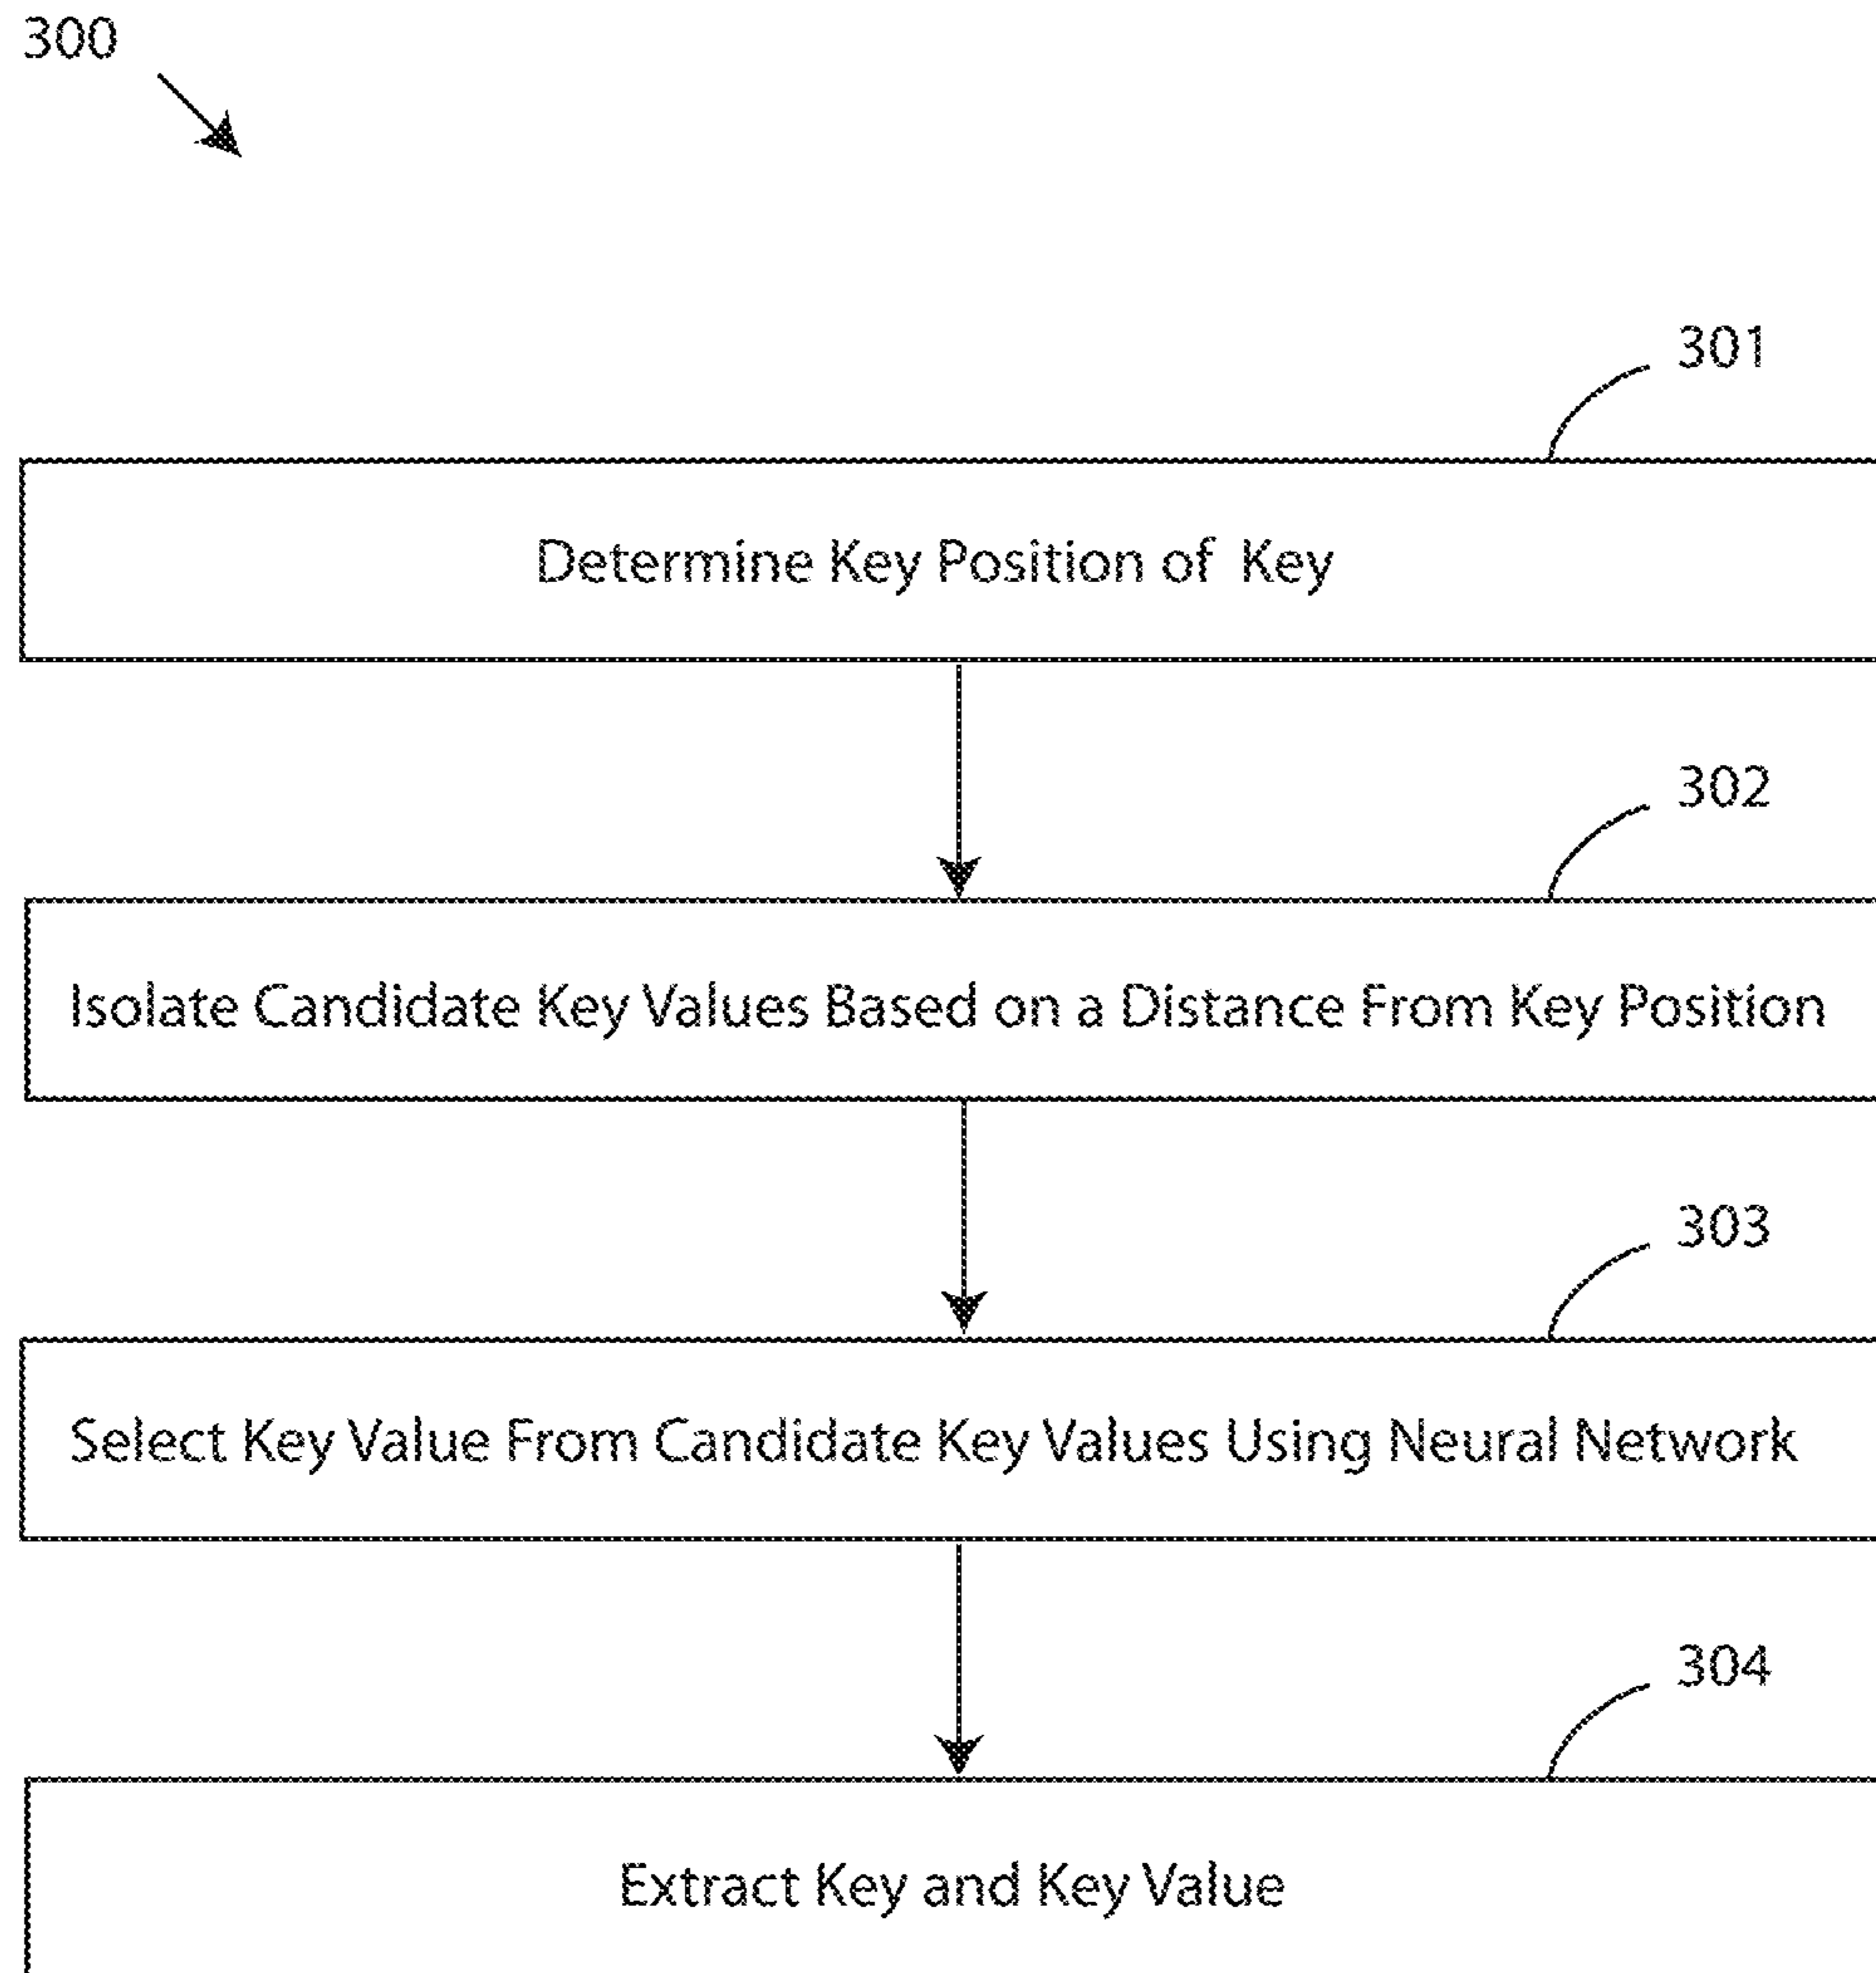 300
301
Determine Key Position of Key
302
Isolate Candidate Key Values Based on a Distance From Key Position
303
Select Key Value From Candidate Key Values Using Neural Network
304
Extract Key and Key Value